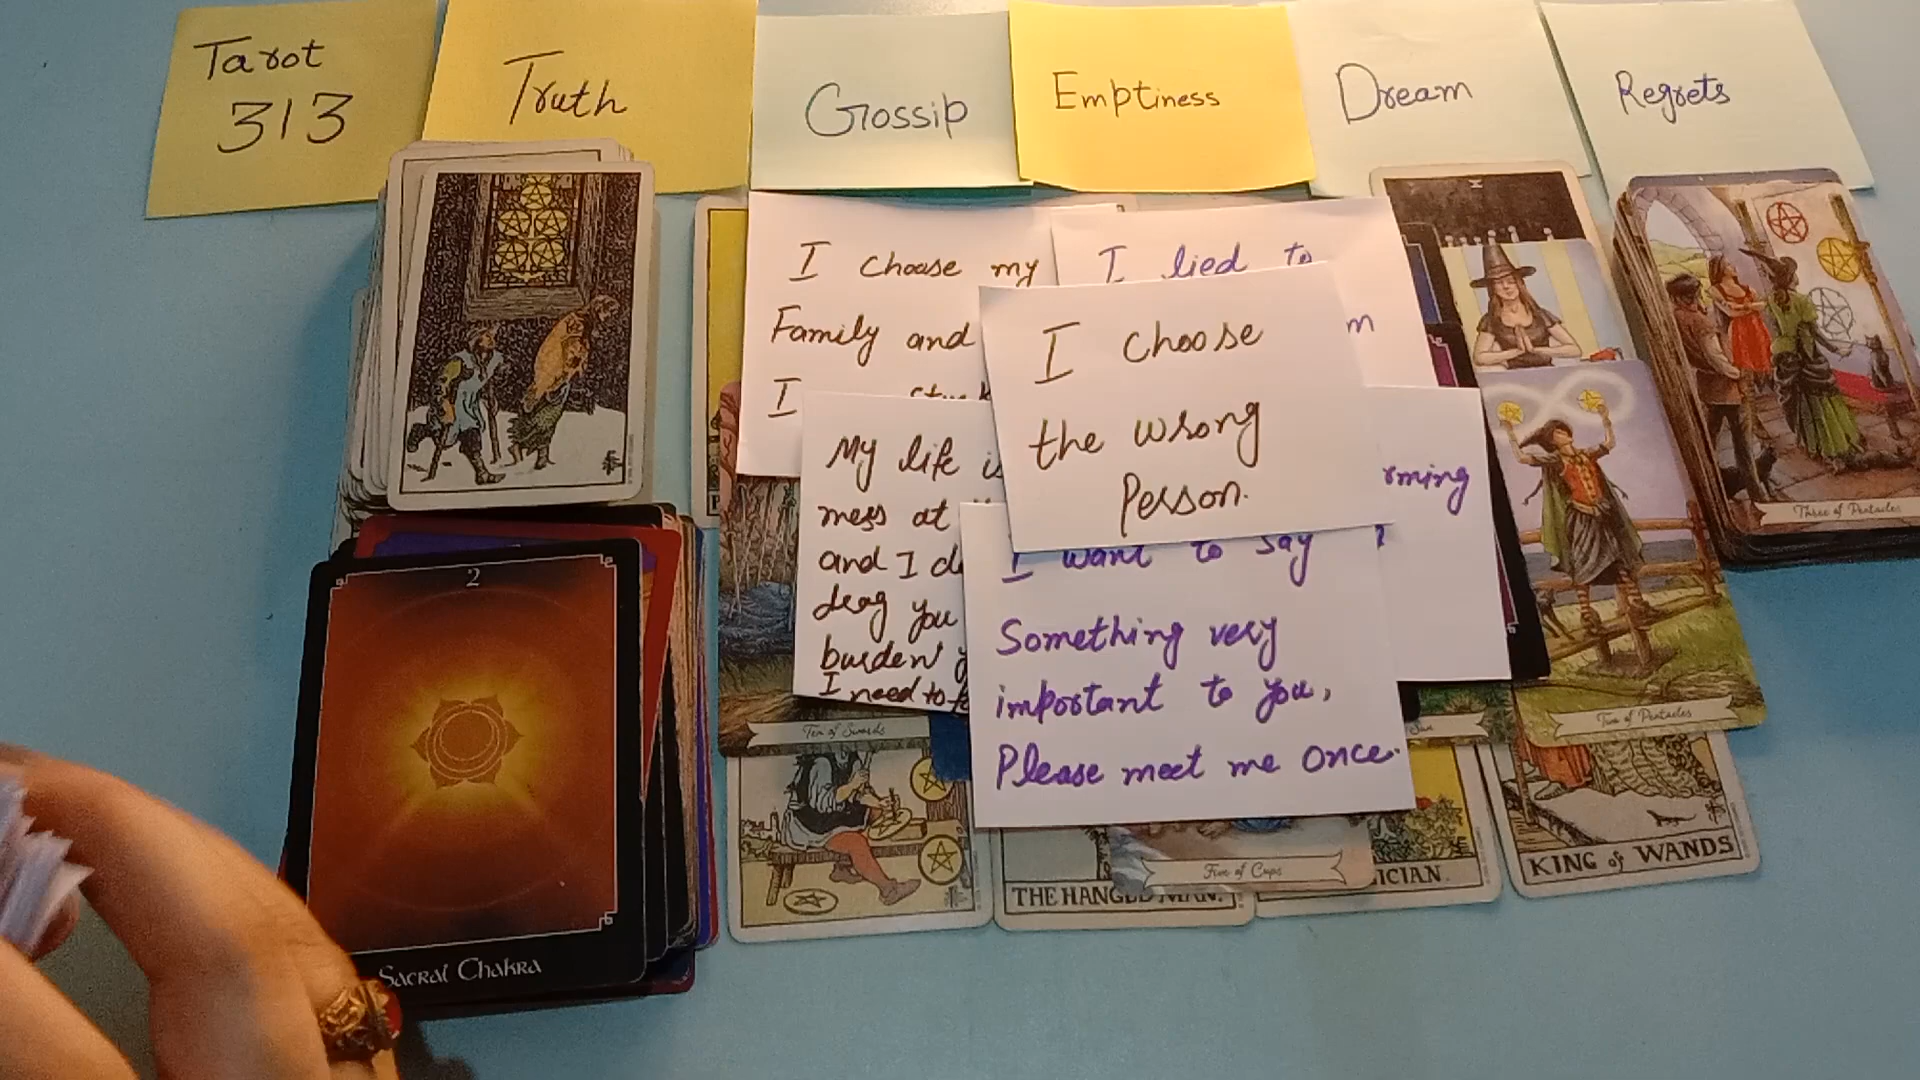 Tarot
313
Truth
Gossip
Emptiness
Dream
Regrets
I choose my
Family and
I
I lied to
I choose
the wrong
Person.
My life is
mess at
and I
drag you
burden
I need to
I want to say
Something very
important to you,
Please meet me once.
2
Sacral Chakra
Ten of Swords
THE HANGED MAN.
Five of Cups
ICIAN.
KING of WANDS
Two of Pentacles
Three of Pentacles